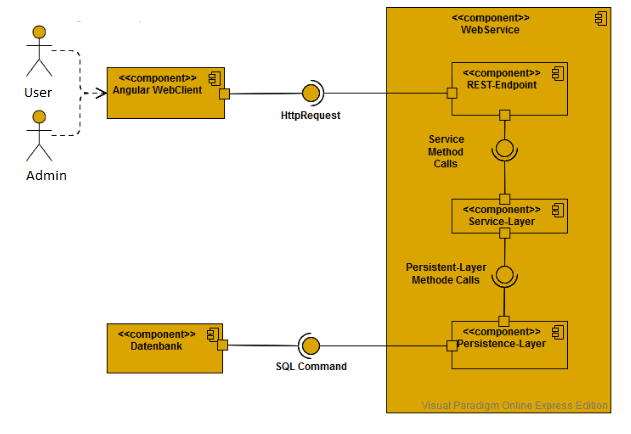 <<component>>
WebService
User
Admin
<<component>>
Angular WebClient
HttpRequest
<<component>>
REST-Endpoint
Service
Method
Calls
<<component>>
Service-Layer
Persistent-Layer
Methode Calls
<<component>>
Datenbank
SQL Command
<<component>>
Persistence-Layer
Visual Paradigm Online Express Edition